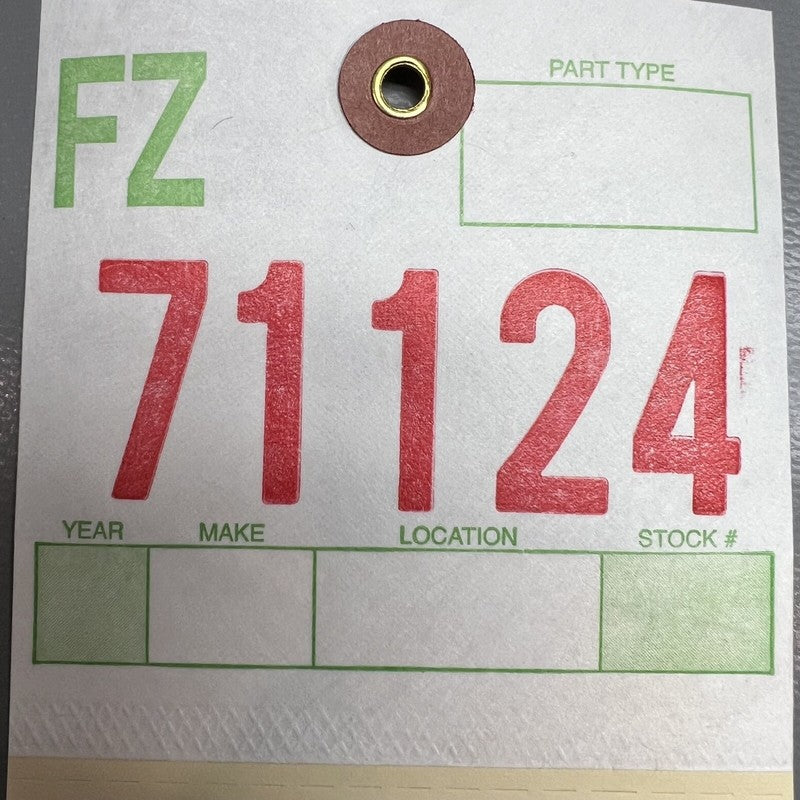 FZ
PART TYPE
71124
YEAR MAKE LOCATION STOCK #